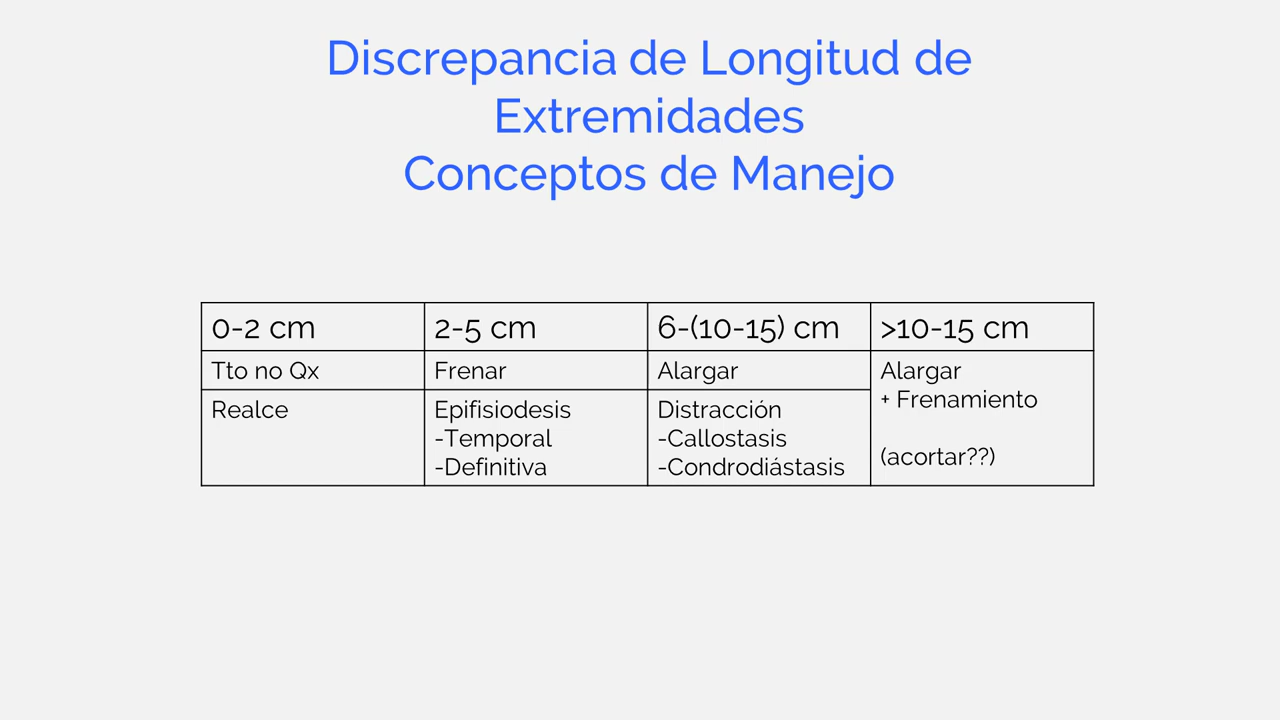 Discrepancia de Longitud de
Extremidades
Conceptos de Manejo
0-2 cm
2-5 cm
6-(10-15) cm
>10-15 cm
Tto no Qx
Frenar
Alargar
Alargar
+ Frenamiento
(acortar??)
Realce
Epifisiodesis
-Temporal
-Definitiva
Distracción
-Callostasis
-Condrodiástasis